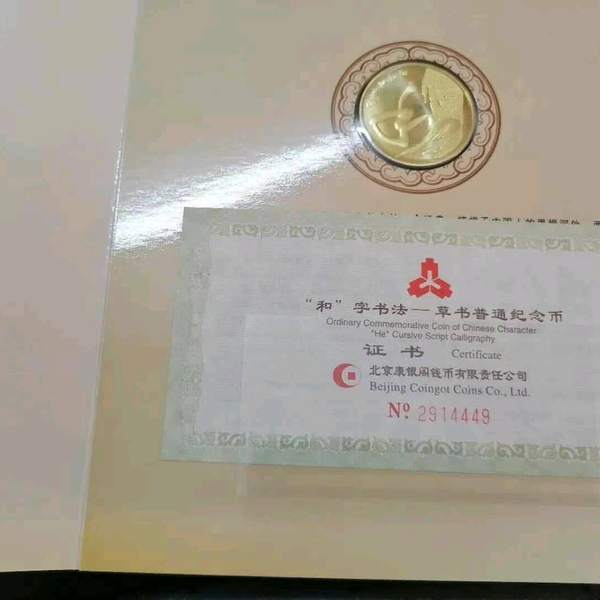 “和”字书法—草书普通纪念币
Ordinary Commemorative Coin of Chinese Character
"He" Cursive Script Calligraphy
证书 Certificate
北京康银阁钱币有限责任公司
Beijing Coingot Coins Co., Ltd.
№ 2914449